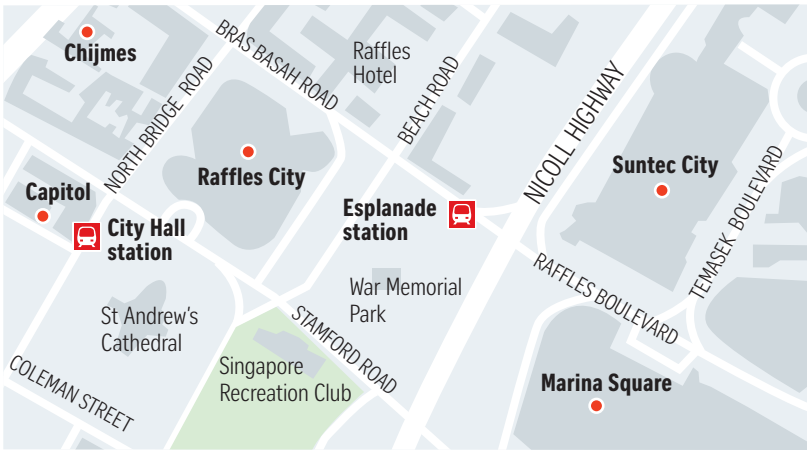 Chijmes
BRAS BASAH ROAD
Raffles
Hotel
NORTH BRIDGE ROAD
BEACH ROAD
NICOLL HIGHWAY
Raffles City
Suntec City
Capitol
City Hall
station
Esplanade
station
TEMASEK BOULEVARD
RAFFLES BOULEVARD
War Memorial
Park
St Andrew's
Cathedral
STAMFORD ROAD
Singapore
Recreation Club
COLEMAN STREET
Marina Square